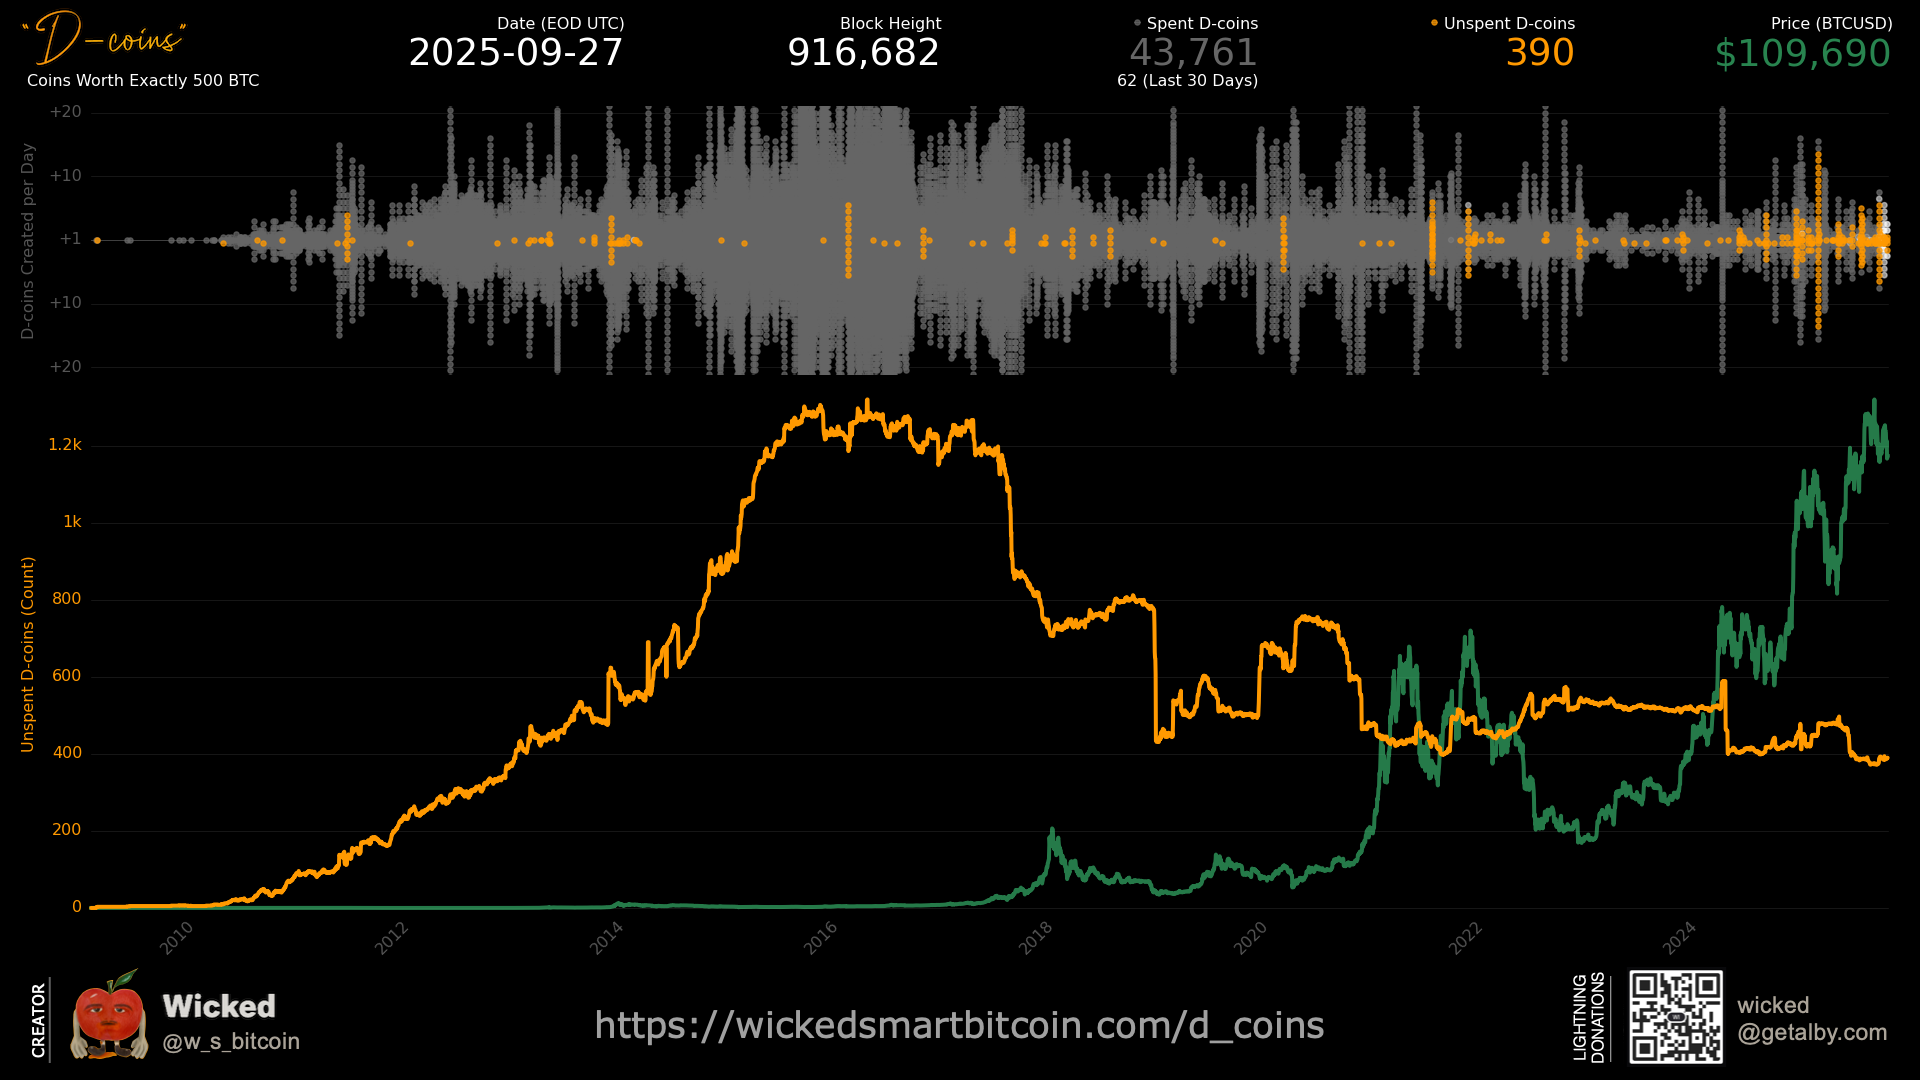 "D-coins"
Coins Worth Exactly 500 BTC
Date (EOD UTC)
2025-09-27
Block Height
916,682
Spent D-coins
43,761
62 (Last 30 Days)
Unspent D-coins
390
Price (BTCUSD)
$109,690
D-coins Created per Day
+20
+10
+1
+10
+20
Unspent D-coins (Count)
1.2k
1k
800
600
400
200
0
2010
2012
2014
2016
2018
2020
2022
2024
CREATOR
Wicked
@w_s_bitcoin
https://wickedsmartbitcoin.com/d_coins
LIGHTNING
DONATIONS
wicked
@getalby.com